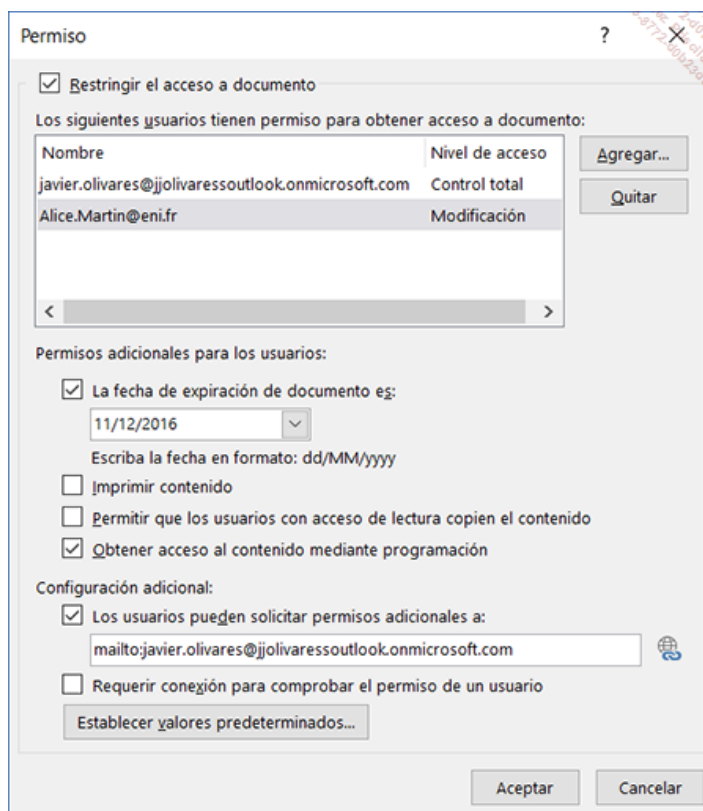 Permiso
Restringir el acceso a documento
Los siguientes usuarios tienen permiso para obtener acceso a documento:
Nombre Nivel de acceso
Agregar...
javier.olivares@jjolivaressoutlook.onmicrosoft.com Control total
Quitar
Alice.Martin@eni.fr Modificación
Permisos adicionales para los usuarios:
La fecha de expiración de documento es:
11/12/2016
Escriba la fecha en formato: dd/MM/yyyy
Imprimir contenido
Permitir que los usuarios con acceso de lectura copien el contenido
Obtener acceso al contenido mediante programación
Configuración adicional:
Los usuarios pueden solicitar permisos adicionales a:
mailto:javier.olivares@jjolivaressoutlook.onmicrosoft.com
Requerir conexión para comprobar el permiso de un usuario
Establecer valores predeterminados...
Aceptar Cancelar